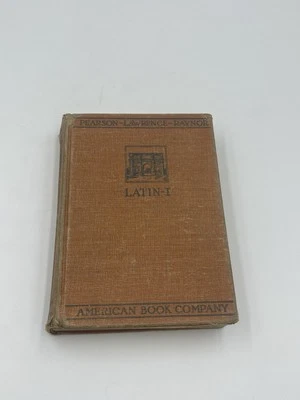 PEARSON-LAWRENCE-RAYNOR
LATIN-I
AMERICAN BOOK COMPANY